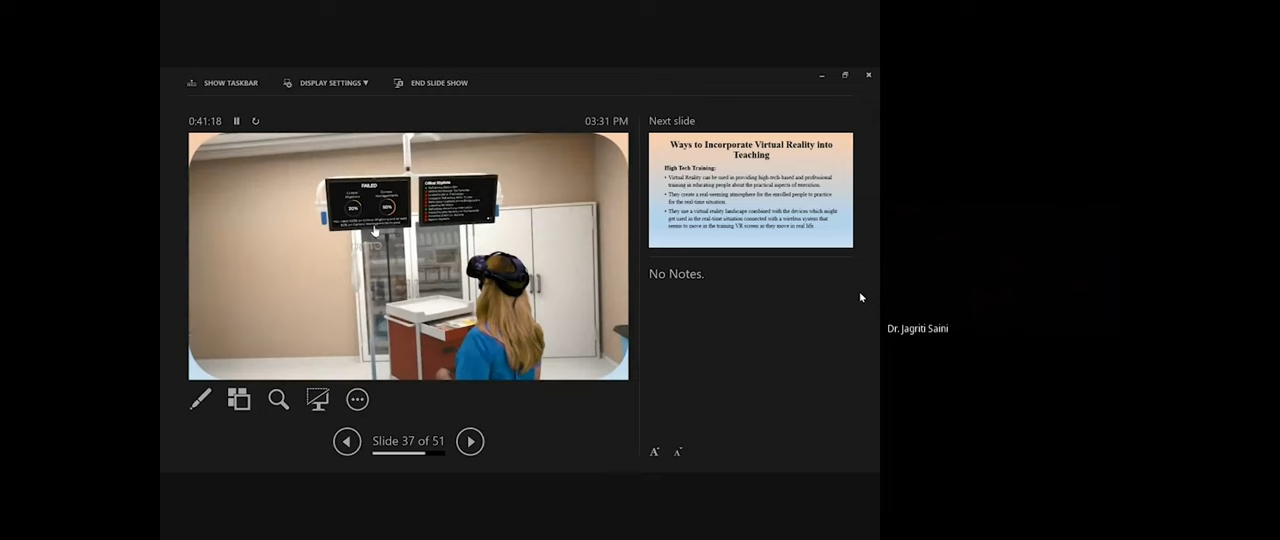 SHOW TASKBAR
DISPLAY SETTINGS ▼
END SLIDE SHOW
0:41:18
03:31 PM
FAILED
20%
50%
Next slide
Ways to Incorporate Virtual Reality into
Teaching
High Tech Training:
• Virtual Reality can be used in providing high-tech-based and professional
training in educating people about the practical aspects of execution.
• They create a real-seeming atmosphere for the enrolled people to practice
for the real-time situation.
• They use a virtual reality landscape combined with the devices which might
get used in the real-time situation connected with a wireless system that
seems to move in the training VR screen as they move in real life.
No Notes.
Slide 37 of 51
A
A
Dr. Jagriti Saini